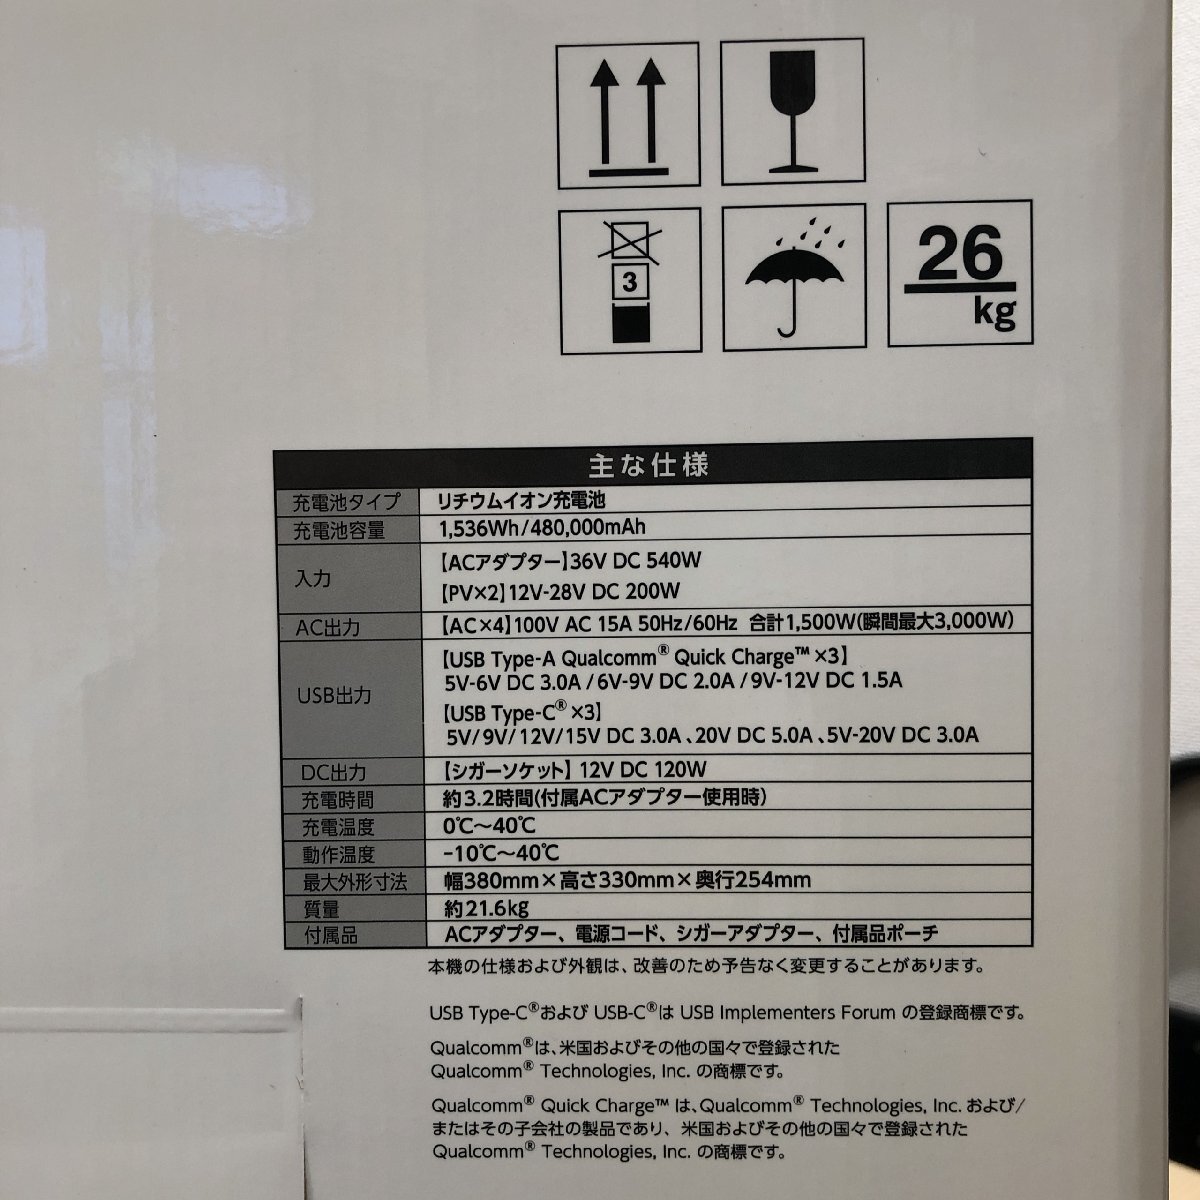 3
26
kg
主な仕様
充電池タイプ リチウムイオン充電池
充電池容量 1,536Wh/480,000mAh
入力 【ACアダプター】36V DC 540W
【PV×2】12V-28V DC 200W
AC出力 【AC×4】100V AC 15A 50Hz/60Hz 合計1,500W(瞬間最大3,000W)
USB出力 【USB Type-A Qualcomm® Quick Charge™ ×3】
5V-6V DC 3.0A / 6V-9V DC 2.0A / 9V-12V DC 1.5A
【USB Type-C® ×3】
5V/9V/12V/15V DC 3.0A、20V DC 5.0A、5V-20V DC 3.0A
DC出力 【シガーソケット】 12V DC 120W
充電時間 約3.2時間(付属ACアダプター使用時)
充電温度 0℃～40℃
動作温度 -10℃～40℃
最大外形寸法 幅380mm×高さ330mm×奥行254mm
質量 約21.6kg
付属品 ACアダプター、電源コード、シガーアダプター、付属品ポーチ
本機の仕様および外観は、改善のため予告なく変更することがあります。
USB Type-C®および USB-C®は USB Implementers Forum の登録商標です。
Qualcomm®は、米国およびその他の国々で登録された
Qualcomm® Technologies, Inc. の商標です。
Qualcomm® Quick Charge™ は、Qualcomm® Technologies, Inc. および/
またはその子会社の製品であり、米国およびその他の国々で登録された
Qualcomm® Technologies, Inc. の商標です。